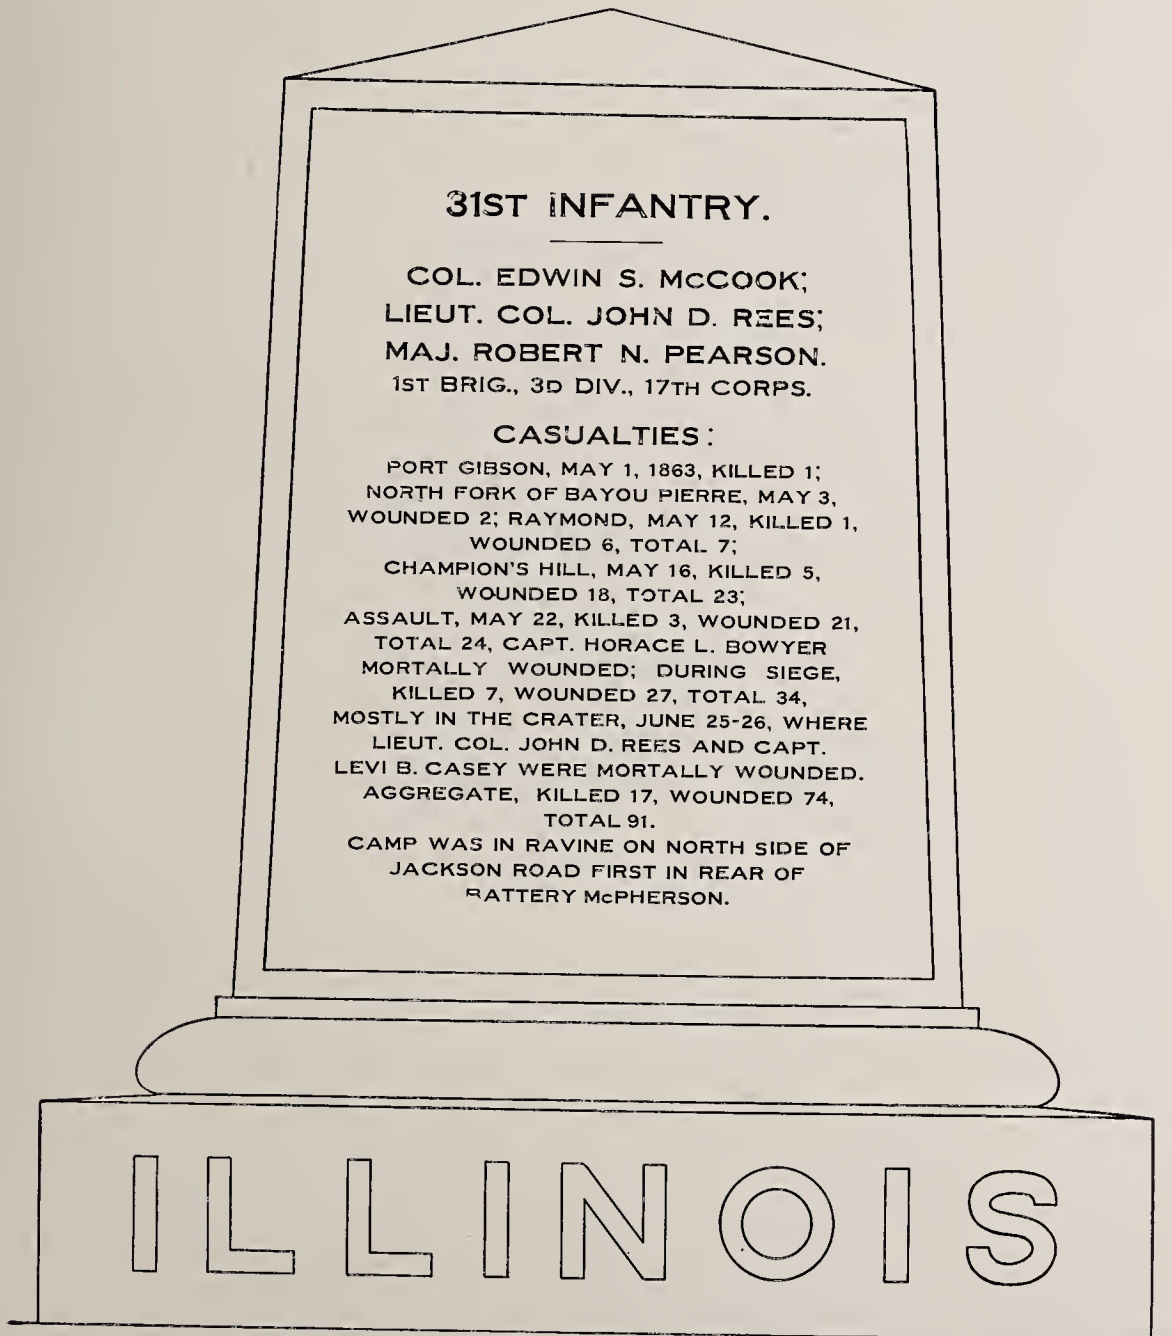 31ST INFANTRY.
COL. EDWIN S. McCOOK;
LIEUT. COL. JOHN D. REES;
MAJ. ROBERT N. PEARSON.
1ST BRIG., 3D DIV., 17TH CORPS.
CASUALTIES:
PORT GIBSON, MAY 1, 1863, KILLED 1;
NORTH FORK OF BAYOU PIERRE, MAY 3,
WOUNDED 2; RAYMOND, MAY 12, KILLED 1,
WOUNDED 6, TOTAL 7;
CHAMPION'S HILL, MAY 16, KILLED 5,
WOUNDED 18, TOTAL 23;
ASSAULT, MAY 22, KILLED 3, WOUNDED 21,
TOTAL 24, CAPT. HORACE L. BOWYER
MORTALLY WOUNDED; DURING SIEGE,
KILLED 7, WOUNDED 27, TOTAL 34,
MOSTLY IN THE CRATER, JUNE 25-26, WHERE
LIEUT. COL. JOHN D. REES AND CAPT.
LEVI B. CASEY WERE MORTALLY WOUNDED.
AGGREGATE, KILLED 17, WOUNDED 74,
TOTAL 91.
CAMP WAS IN RAVINE ON NORTH SIDE OF
JACKSON ROAD FIRST IN REAR OF
BATTERY McPHERSON.
ILLINOIS